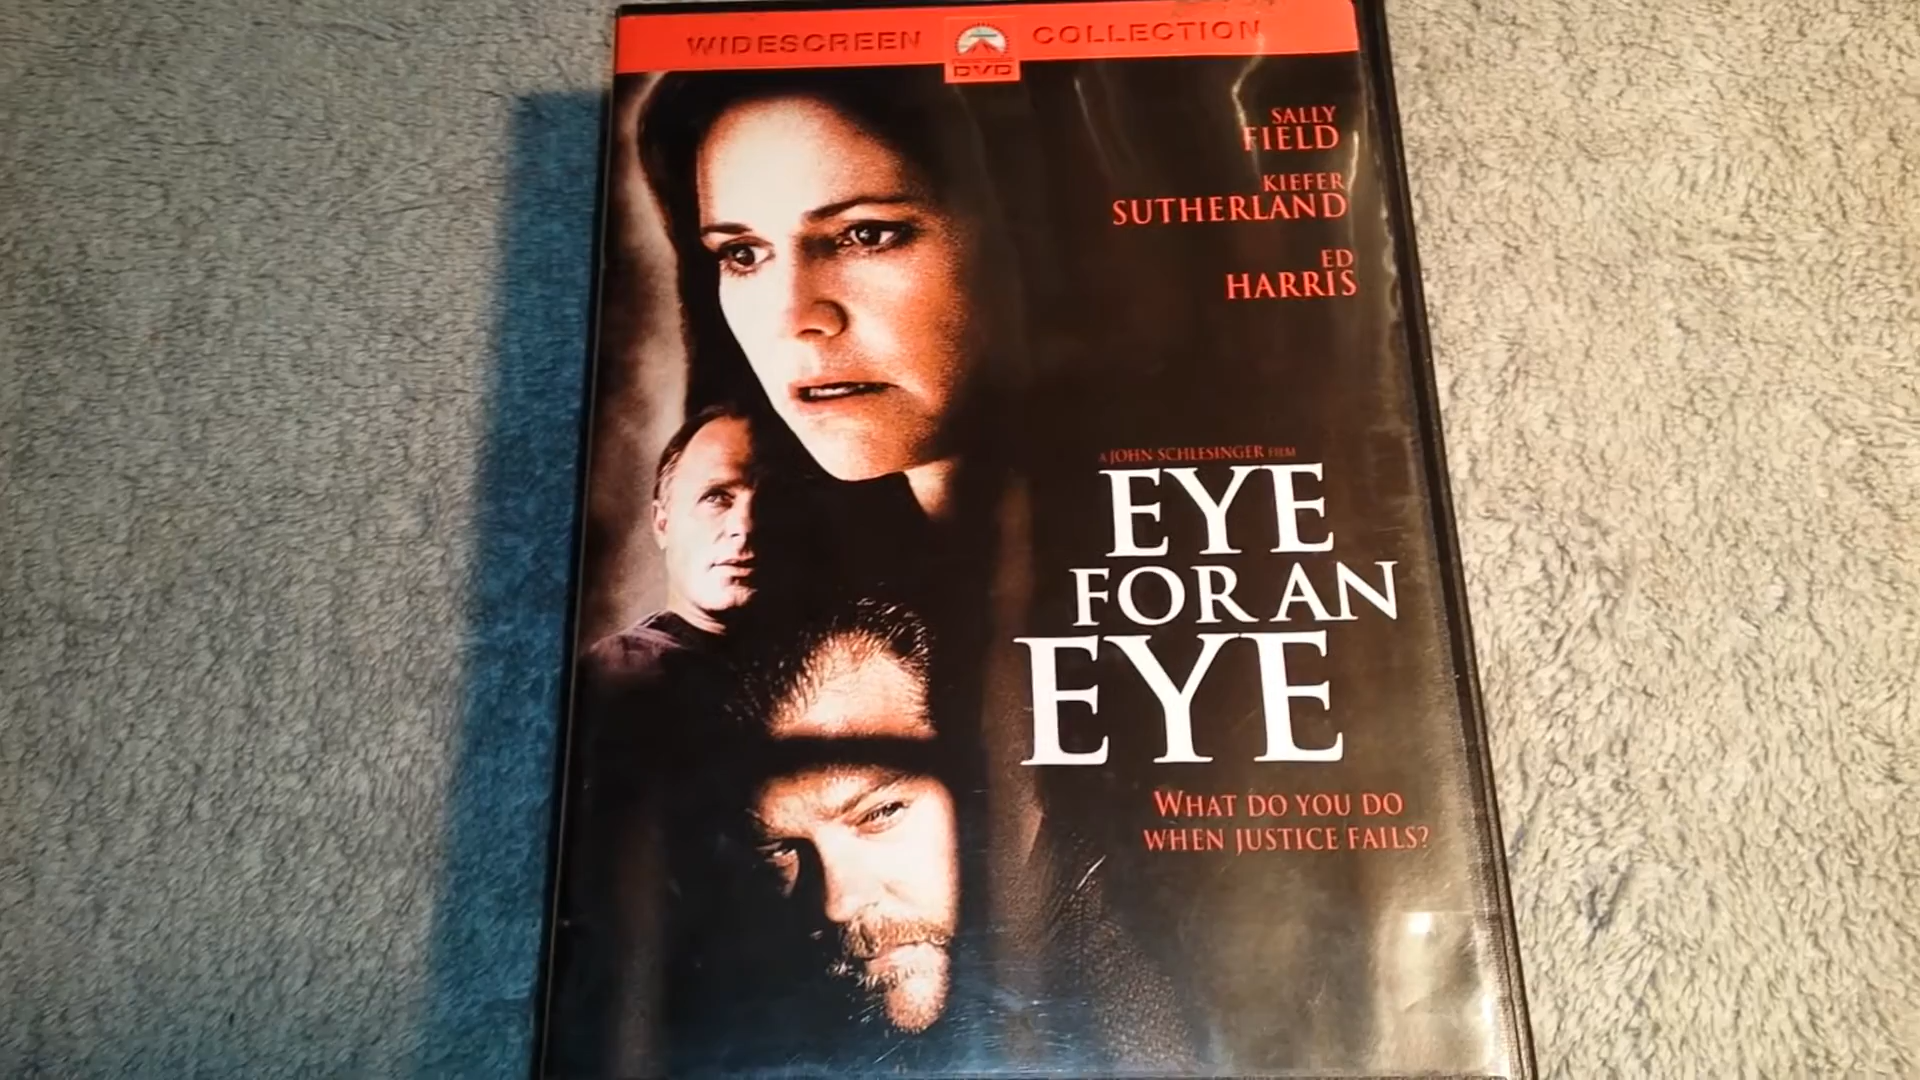 WIDESCREEN DVD COLLECTION
SALLY
FIELD
KIEFER
SUTHERLAND
ED
HARRIS
A JOHN SCHLESINGER FILM
EYE
FOR AN
EYE
WHAT DO YOU DO
WHEN JUSTICE FAILS?